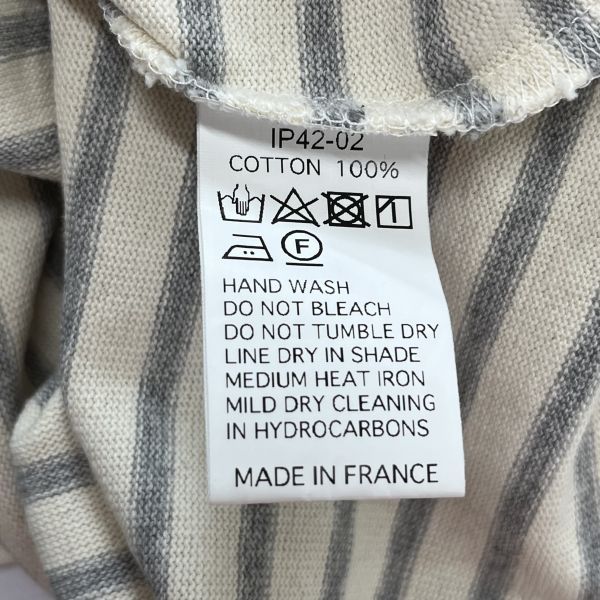 IP42-02
COTTON 100%
F
HAND WASH
DO NOT BLEACH
DO NOT TUMBLE DRY
LINE DRY IN SHADE
MEDIUM HEAT IRON
MILD DRY CLEANING
IN HYDROCARBONS
MADE IN FRANCE